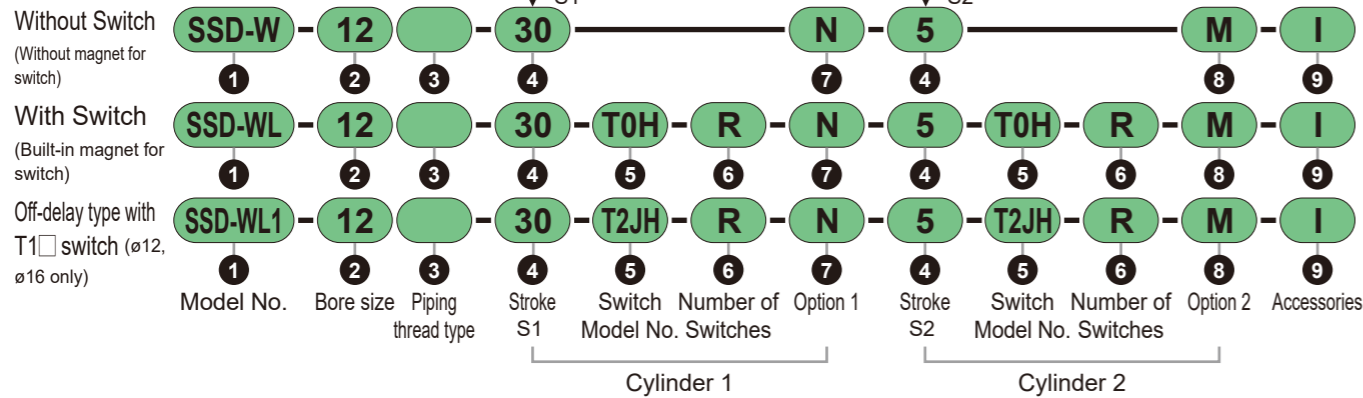 S1 S2
Without Switch
(Without magnet for
switch)
SSD-W - 12 - 30 N - 5 M - I
1 2 3 4 7 4 8 9
With Switch
(Built-in magnet for
switch)
SSD-WL - 12 - 30 - T0H - R - N - 5 - T0H - R - M - I
1 2 3 4 5 6 7 4 5 6 8 9
Off-delay type with
T1□ switch (ø12,
ø16 only)
SSD-WL1 - 12 - 30 - T2JH - R - N - 5 - T2JH - R - M - I
1 2 3 4 5 6 7 4 5 6 8 9
Model No. Bore size Piping Stroke Switch Number of Option 1 Stroke Switch Number of Option 2 Accessories
thread type S1 Model No. Switches S2 Model No. Switches
Cylinder 1 Cylinder 2